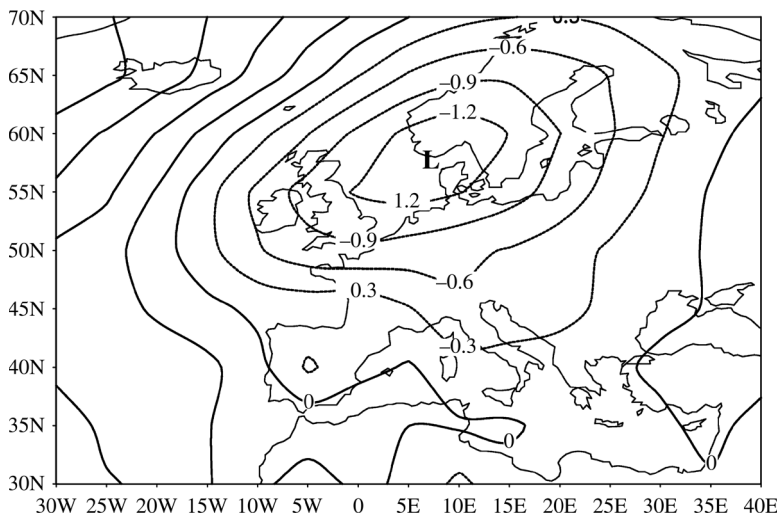 70N
65N
60N
55N
50N
45N
40N
35N
30N
–0.6
–0.9
–1.2
L
1.2
–0.9
–0.6
0.3
–0.3
0
0
0
30W 25W 20W 15W 10W 5W 0 5E 10E 15E 20E 25E 30E 35E 40E